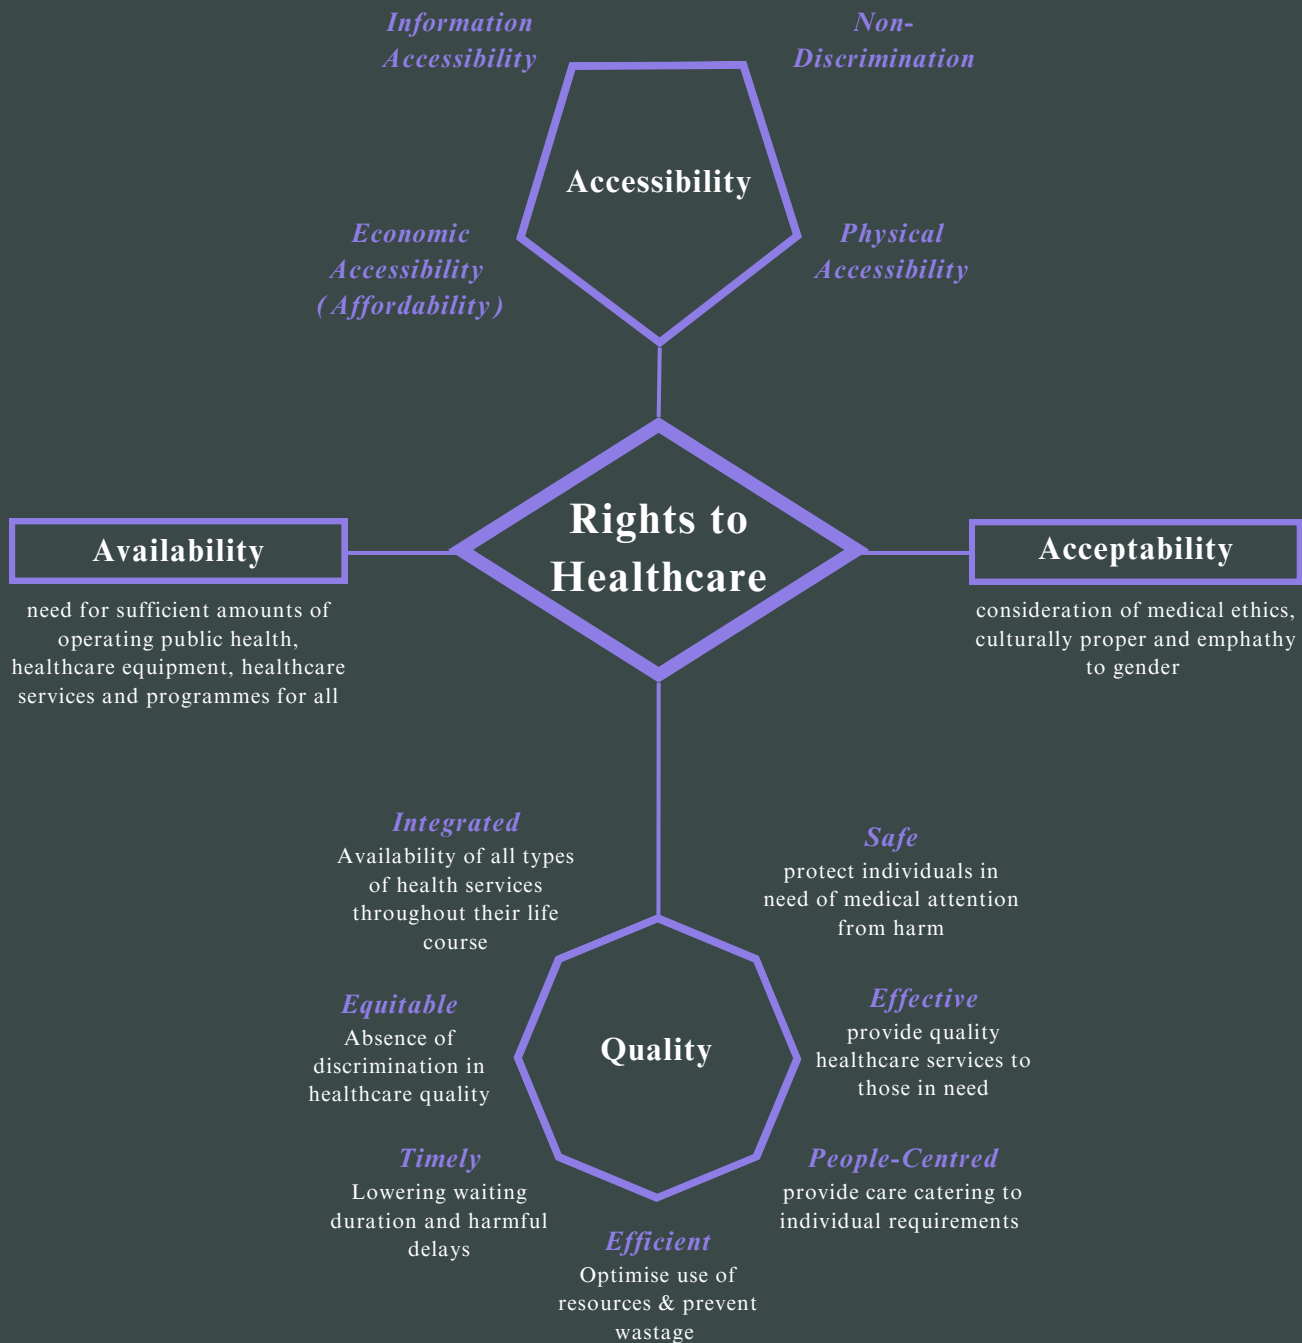 Information
Accessibility
Non-
Discrimination
Accessibility
Economic
Accessibility
(Affordability)
Physical
Accessibility
Rights to
Healthcare
Availability
need for sufficient amounts of
operating public health,
healthcare equipment, healthcare
services and programmes for all
Acceptability
consideration of medical ethics,
culturally proper and emphathy
to gender
Integrated
Availability of all types
of health services
throughout their life
course
Safe
protect individuals in
need of medical attention
from harm
Equitable
Absence of
discrimination in
healthcare quality
Quality
Effective
provide quality
healthcare services to
those in need
Timely
Lowering waiting
duration and harmful
delays
People-Centred
provide care catering to
individual requirements
Efficient
Optimise use of
resources & prevent
wastage